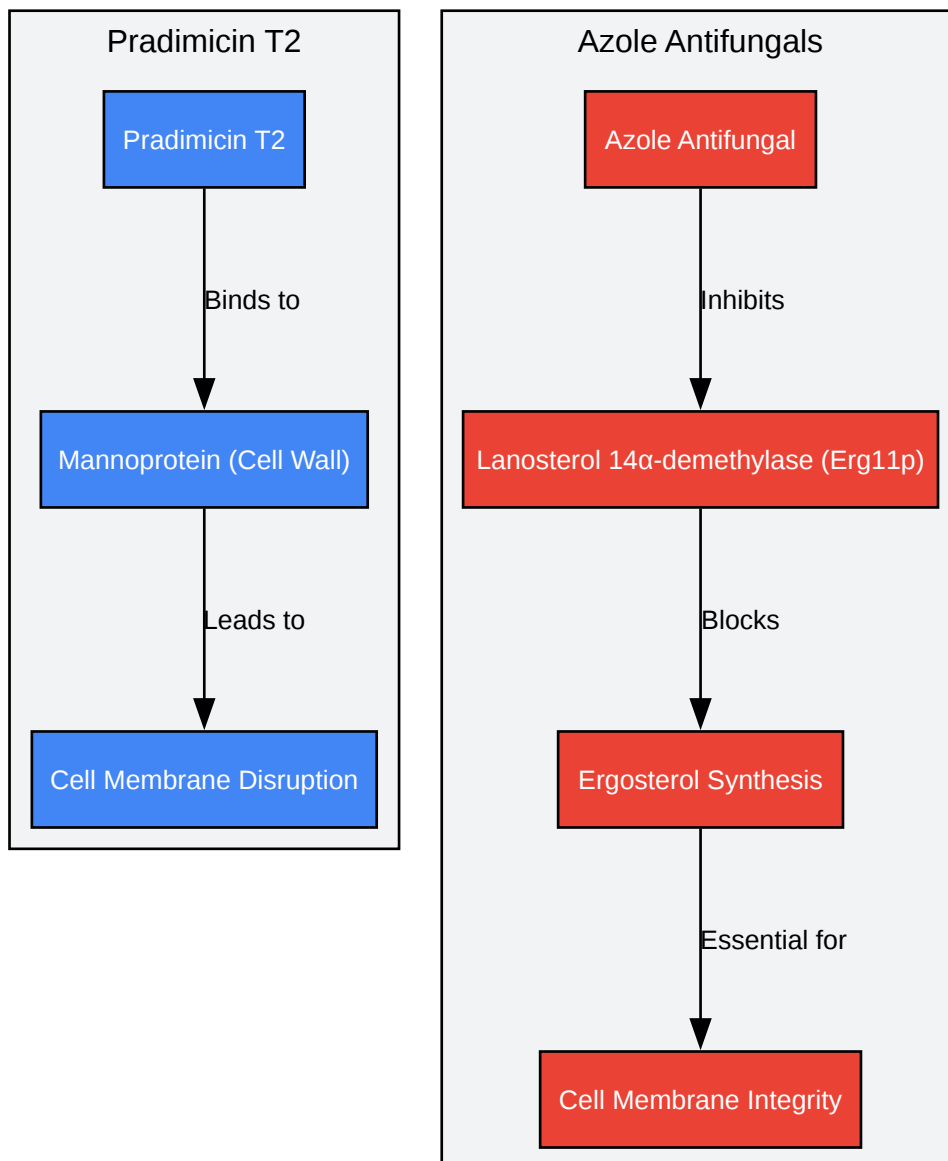 Pradimicin T2
Pradimicin T2
Binds to
Mannoprotein (Cell Wall)
Leads to
Cell Membrane Disruption
Azole Antifungals
Azole Antifungal
Inhibits
Lanosterol 14α-demethylase (Erg11p)
Blocks
Ergosterol Synthesis
Essential for
Cell Membrane Integrity